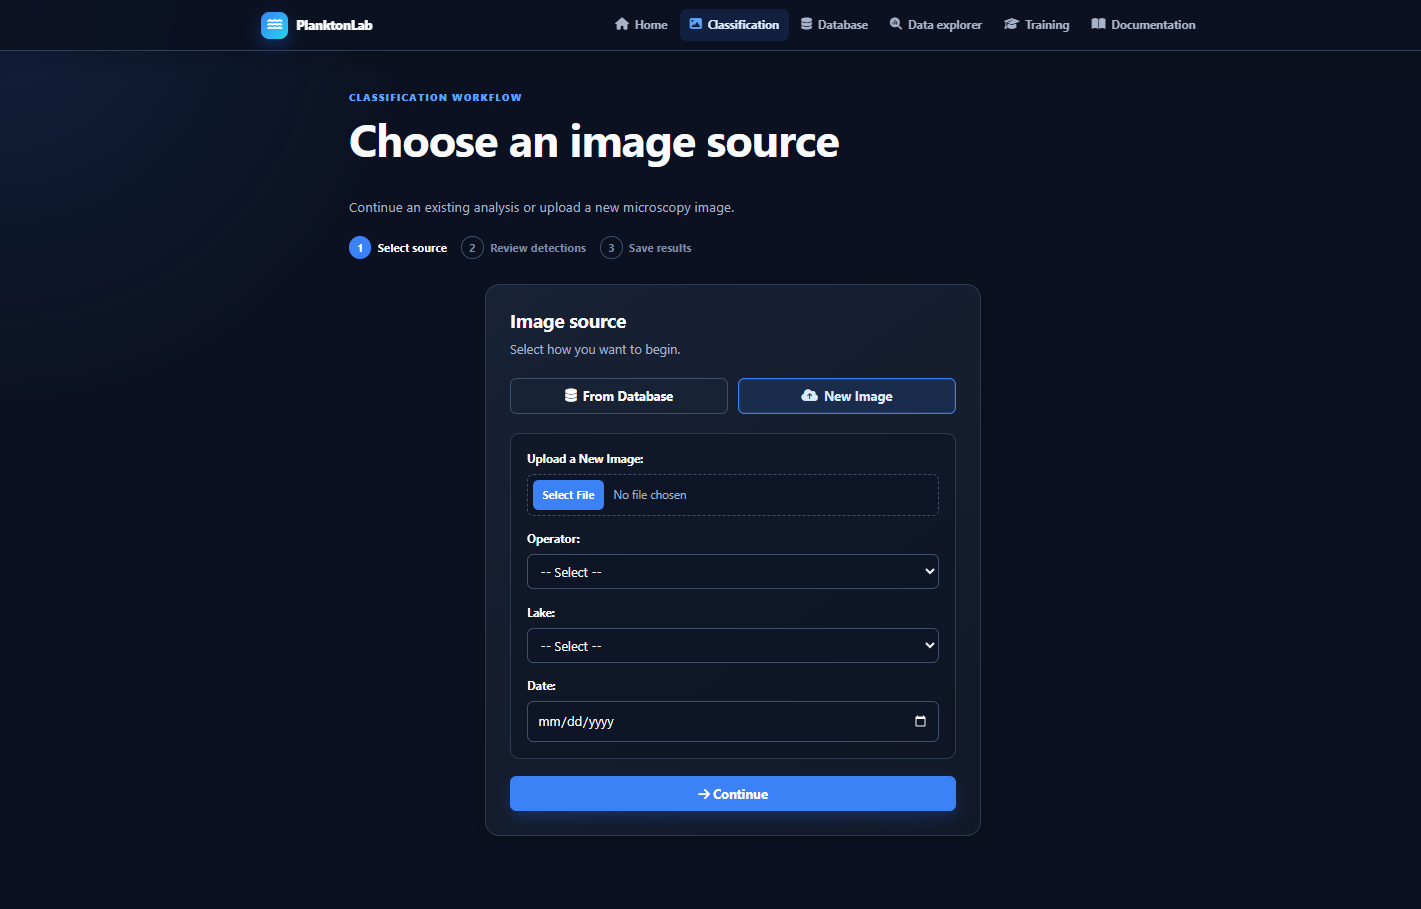 PlanktonLab
Home
Classification
Database
Data explorer
Training
Documentation
CLASSIFICATION WORKFLOW
Choose an image source
Continue an existing analysis or upload a new microscopy image.
1 Select source 2 Review detections 3 Save results
Image source
Select how you want to begin.
From Database
New Image
Upload a New Image:
Select File No file chosen
Operator:
-- Select --
Lake:
-- Select --
Date:
mm/dd/yyyy
Continue